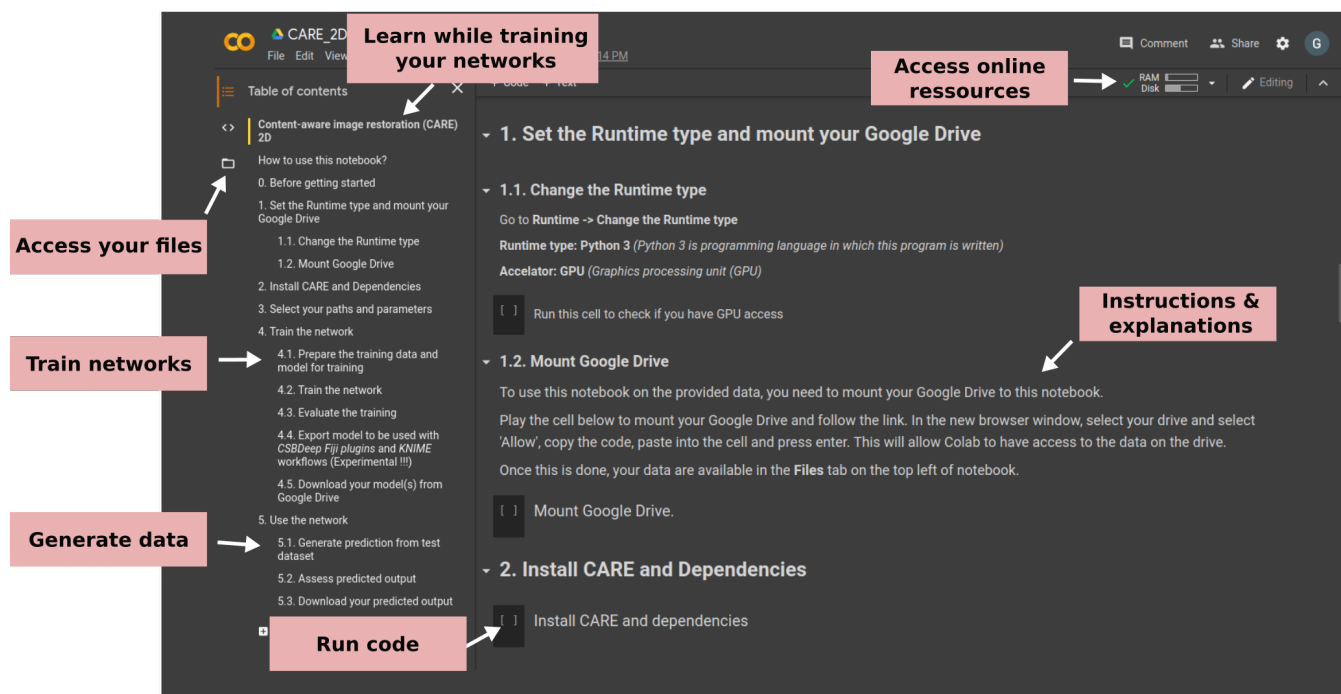 CARE_2D
File Edit View
14 PM
Learn while training
your networks
Comment
Share
G
Access online
ressources
RAM
Disk
Editing
Table of contents
+ Code + Text
Content-aware image restoration (CARE)
2D
How to use this notebook?
0. Before getting started
1. Set the Runtime type and mount your
Google Drive
1.1. Change the Runtime type
1.2. Mount Google Drive
2. Install CARE and Dependencies
3. Select your paths and parameters
4. Train the network
4.1. Prepare the training data and
model for training
4.2. Train the network
4.3. Evaluate the training
4.4. Export model to be used with
CSBDeep Fiji plugins and KNIME
workflows (Experimental !!!)
4.5. Download your model(s) from
Google Drive
5. Use the network
5.1. Generate prediction from test
dataset
5.2. Assess predicted output
5.3. Download your predicted output
Access your files
Train networks
Generate data
Run code
1. Set the Runtime type and mount your Google Drive
1.1. Change the Runtime type
Go to Runtime -> Change the Runtime type
Runtime type: Python 3 (Python 3 is programming language in which this program is written)
Accelator: GPU (Graphics processing unit (GPU)
[ ] Run this cell to check if you have GPU access
Instructions &
explanations
1.2. Mount Google Drive
To use this notebook on the provided data, you need to mount your Google Drive to this notebook.
Play the cell below to mount your Google Drive and follow the link. In the new browser window, select your drive and select
'Allow', copy the code, paste into the cell and press enter. This will allow Colab to have access to the data on the drive.
Once this is done, your data are available in the Files tab on the top left of notebook.
[ ] Mount Google Drive.
2. Install CARE and Dependencies
[ ] Install CARE and dependencies